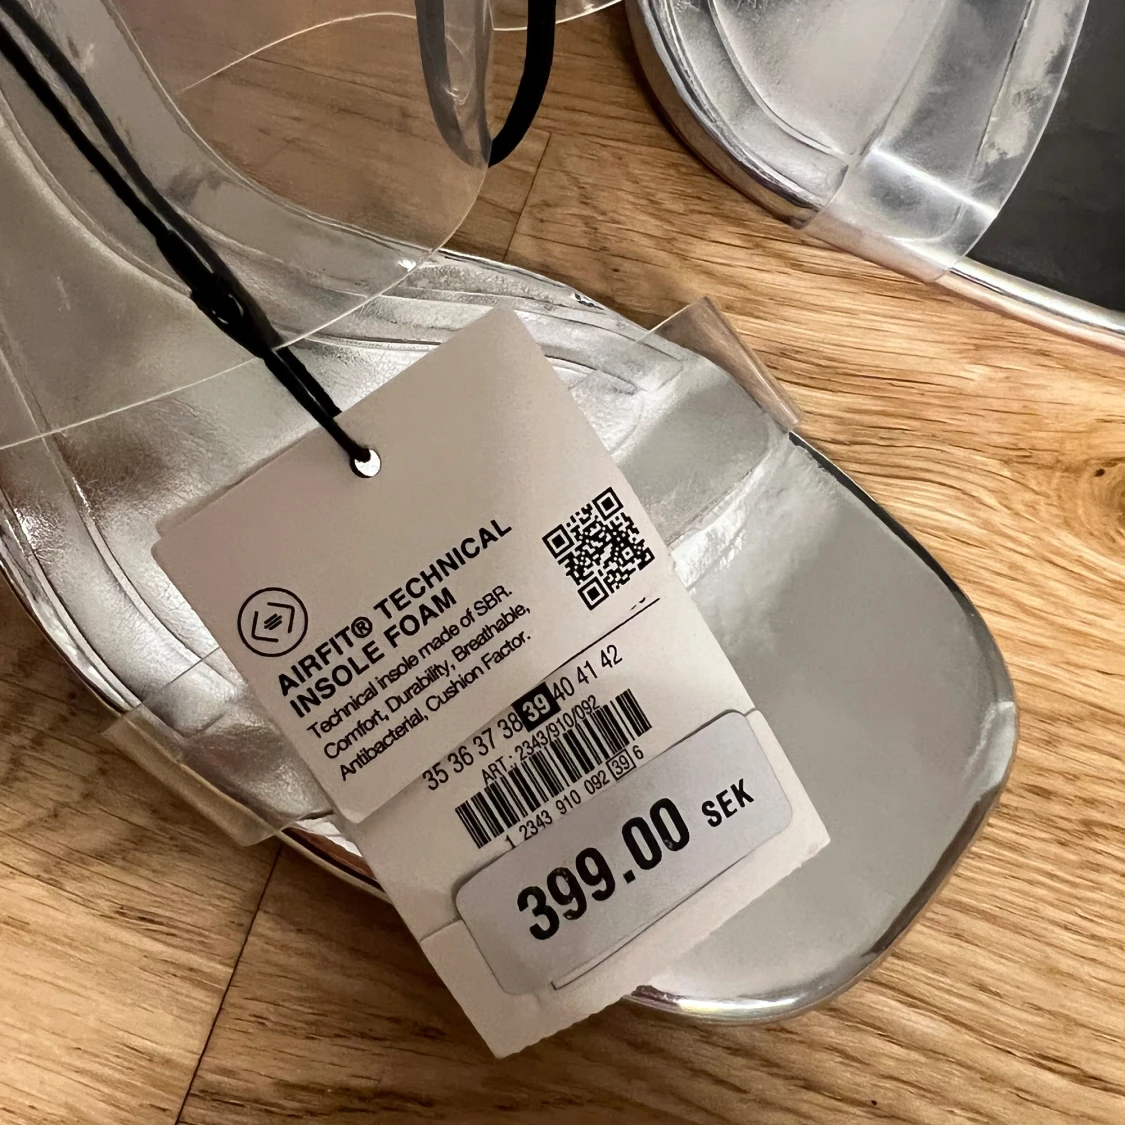 AIRFIT® TECHNICAL
INSOLE FOAM
Technical insole made of SBR.
Comfort, Durability, Breathable,
Antibacterial, Cushion Factor.
35 36 37 38 39 40 41 42
ART.: 2343/910/092
1 2343 910 092 39 6
399.00 SEK